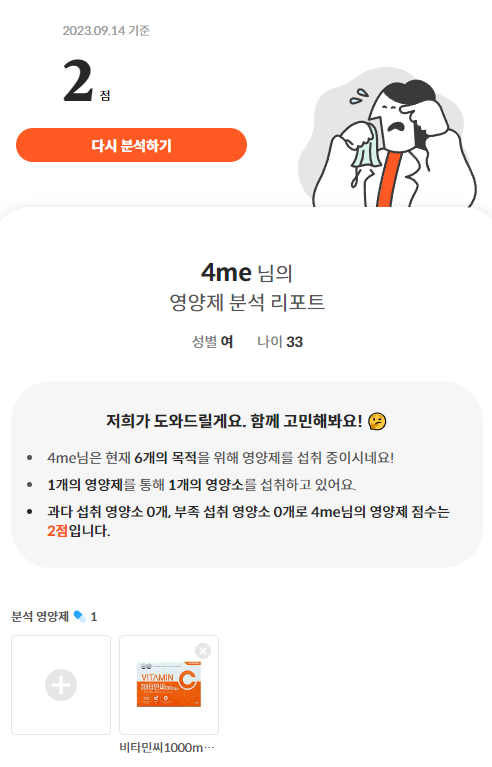 2023.09.14 기준
2 점
다시 분석하기
4me 님의
영양제 분석 리포트
성별 여 나이 33
저희가 도와드릴게요. 함께 고민해봐요! 🤔
4me님은 현재 6개의 목적을 위해 영양제를 섭취 중이시네요!
1개의 영양제를 통해 1개의 영양소를 섭취하고 있어요.
과다 섭취 영양소 0개, 부족 섭취 영양소 0개로 4me님의 영양제 점수는
2점입니다.
분석 영양제 1
VITAMIN C
비타민씨1000m...